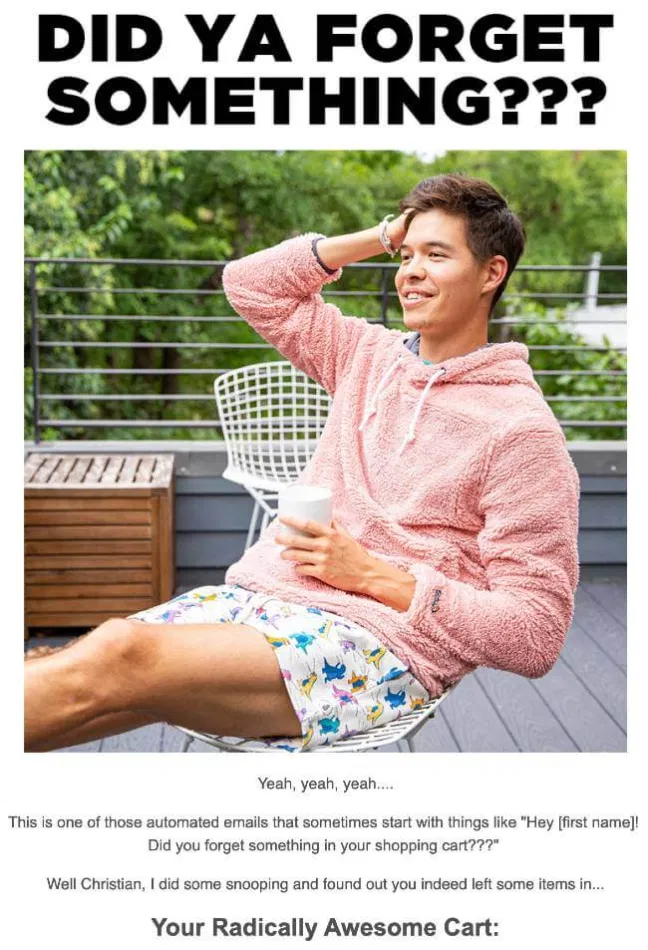 DID YA FORGET
SOMETHING???
Yeah, yeah, yeah....
This is one of those automated emails that sometimes start with things like "Hey [first name]!
Did you forget something in your shopping cart???"
Well Christian, I did some snooping and found out you indeed left some items in...
Your Radically Awesome Cart: